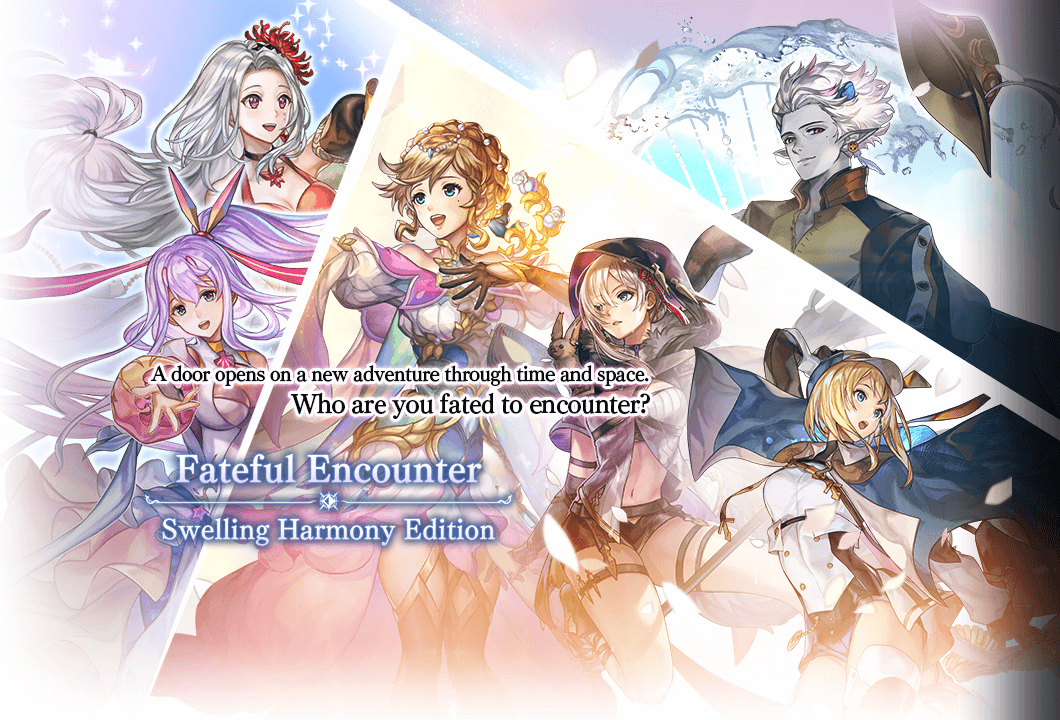 A door opens on a new adventure through time and space.
Who are you fated to encounter?
Fateful Encounter
Swelling Harmony Edition